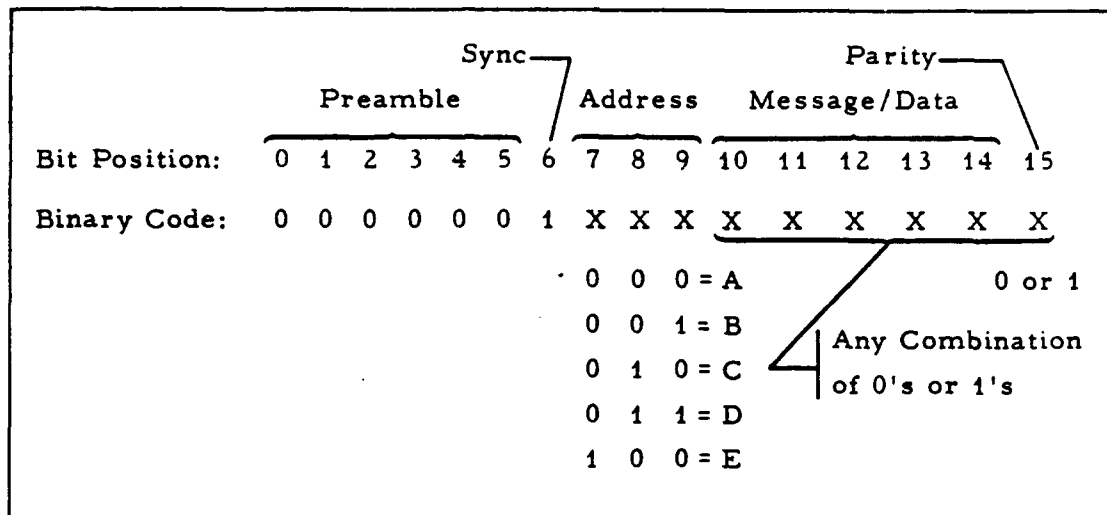 Sync Parity
Preamble Address Message/Data
Bit Position: 0 1 2 3 4 5 6 7 8 9 10 11 12 13 14 15
Binary Code: 0 0 0 0 0 0 1 X X X X X X X X X
0 0 0 = A 0 or 1
0 0 1 = B
Any Combination
0 1 0 = C
of 0's or 1's
0 1 1 = D
1 0 0 = E